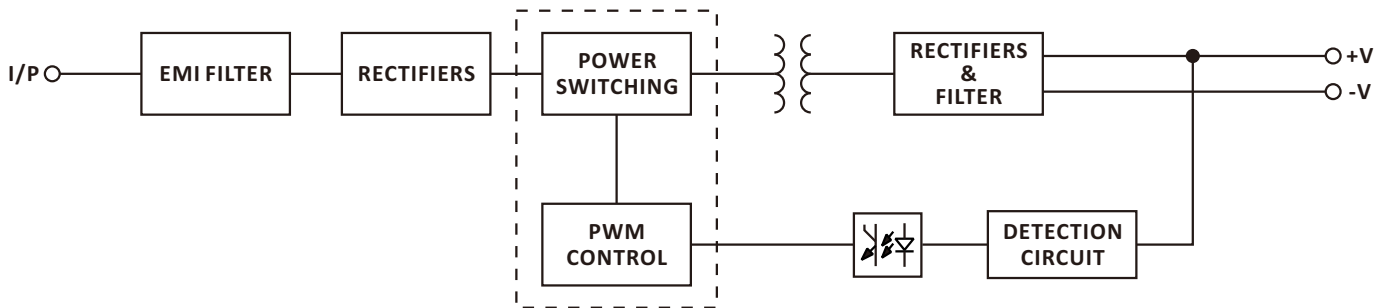 I/P
EMI FILTER
RECTIFIERS
POWER
SWITCHING
RECTIFIERS
&
FILTER
+V
-V
PWM
CONTROL
DETECTION
CIRCUIT